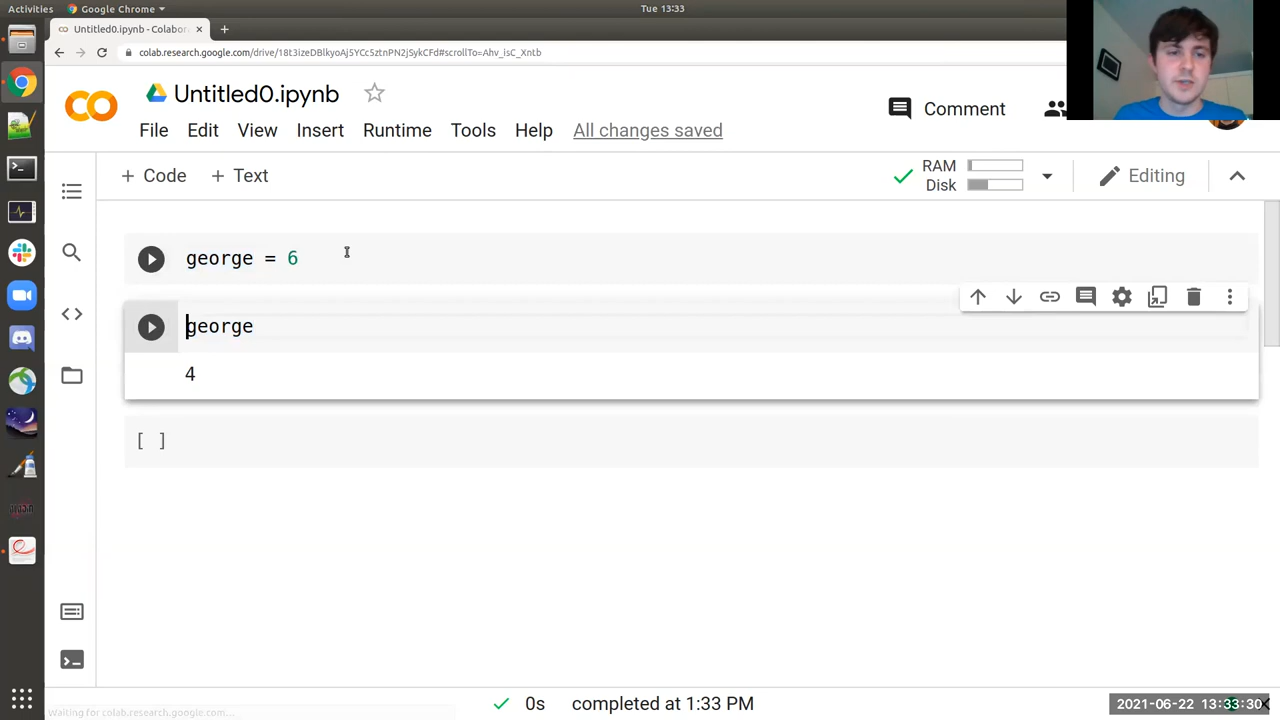 Activities
Google Chrome
Tue 13:33
Untitled0.ipynb - Colabor
colab.research.google.com/drive/18t3izeDBlkyoAj5YCc5ztnPN2jSykCFd#scrollTo=Ahv_isC_Xntb
Untitled0.ipynb
Comment
File Edit View Insert Runtime Tools Help All changes saved
+ Code + Text
RAM
Disk
Editing
george = 6
george
4
[ ]
0s completed at 1:33 PM
Waiting for colab.research.google.com...
2021-06-22 13:33:30